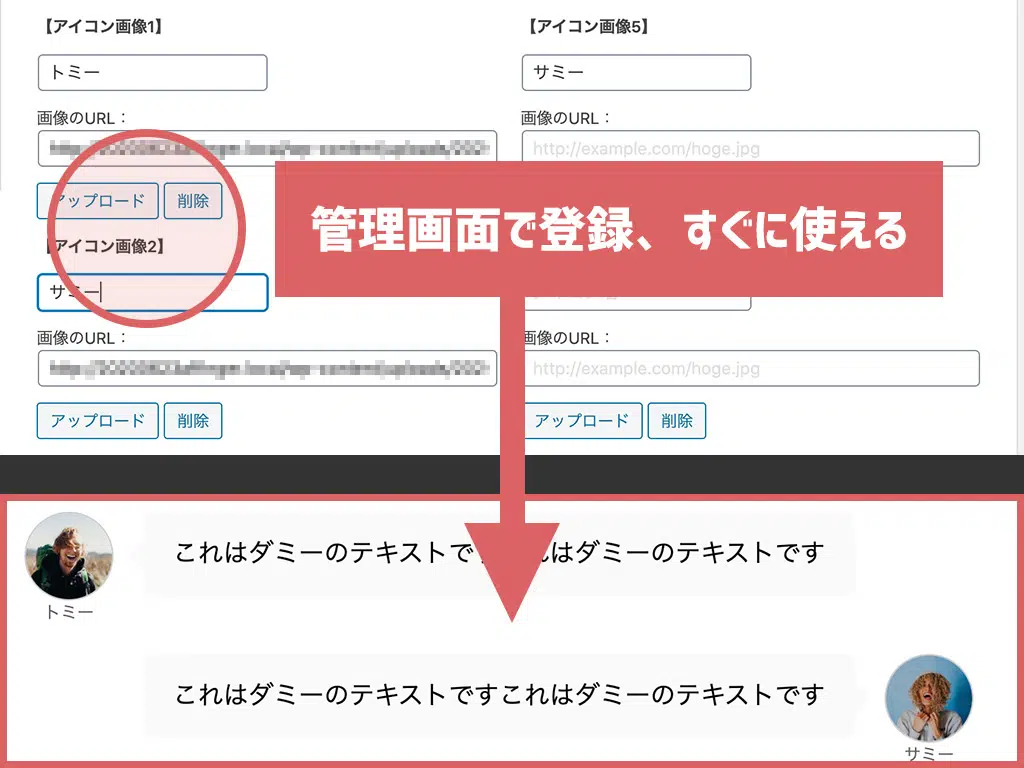 【アイコン画像1】
トミー
画像のURL：
アップロード 削除
【アイコン画像2】
サミー
画像のURL：
アップロード 削除
【アイコン画像5】
サミー
画像のURL：
http://example.com/hoge.jpg
管理画面で登録、すぐに使える
画像のURL：
http://example.com/hoge.jpg
アップロード 削除
これはダミーのテキストですこれはダミーのテキストです
トミー
これはダミーのテキストですこれはダミーのテキストです
サミー